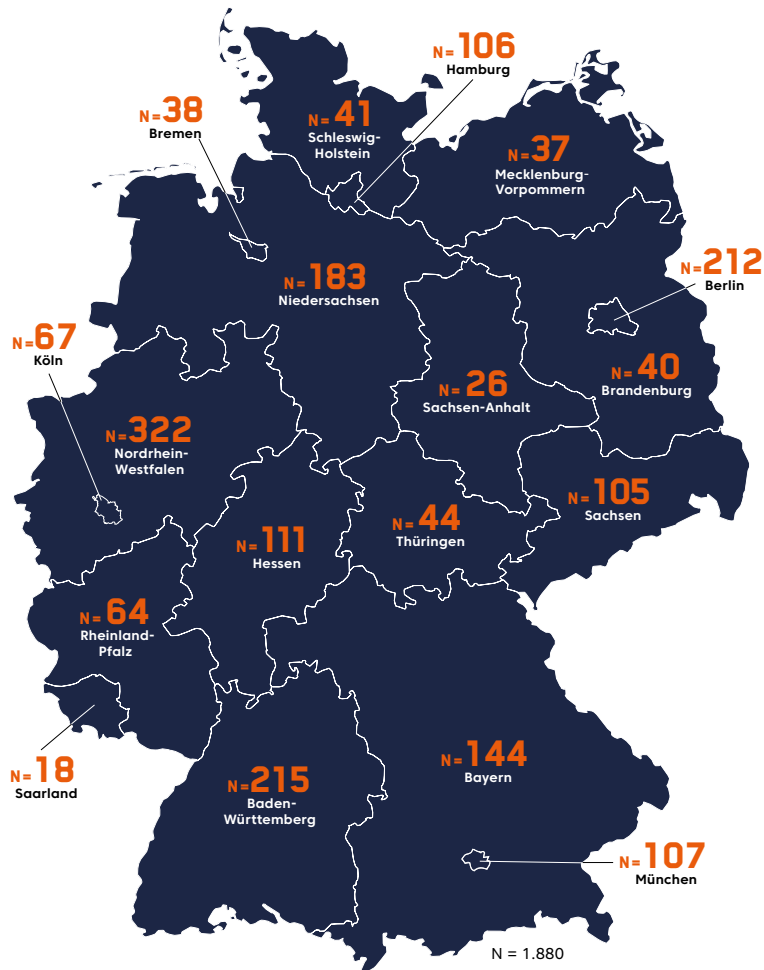 N=106
Hamburg
N=38
Bremen
N=41
Schleswig-
Holstein
N=37
Mecklenburg-
Vorpommern
N=212
Berlin
N=183
Niedersachsen
N=67
Köln
N=40
Brandenburg
N=26
Sachsen-Anhalt
N=322
Nordrhein-
Westfalen
N=105
Sachsen
N=44
Thüringen
N=111
Hessen
N=64
Rheinland-
Pfalz
N=18
Saarland
N=144
Bayern
N=215
Baden-
Württemberg
N=107
München
N = 1.880